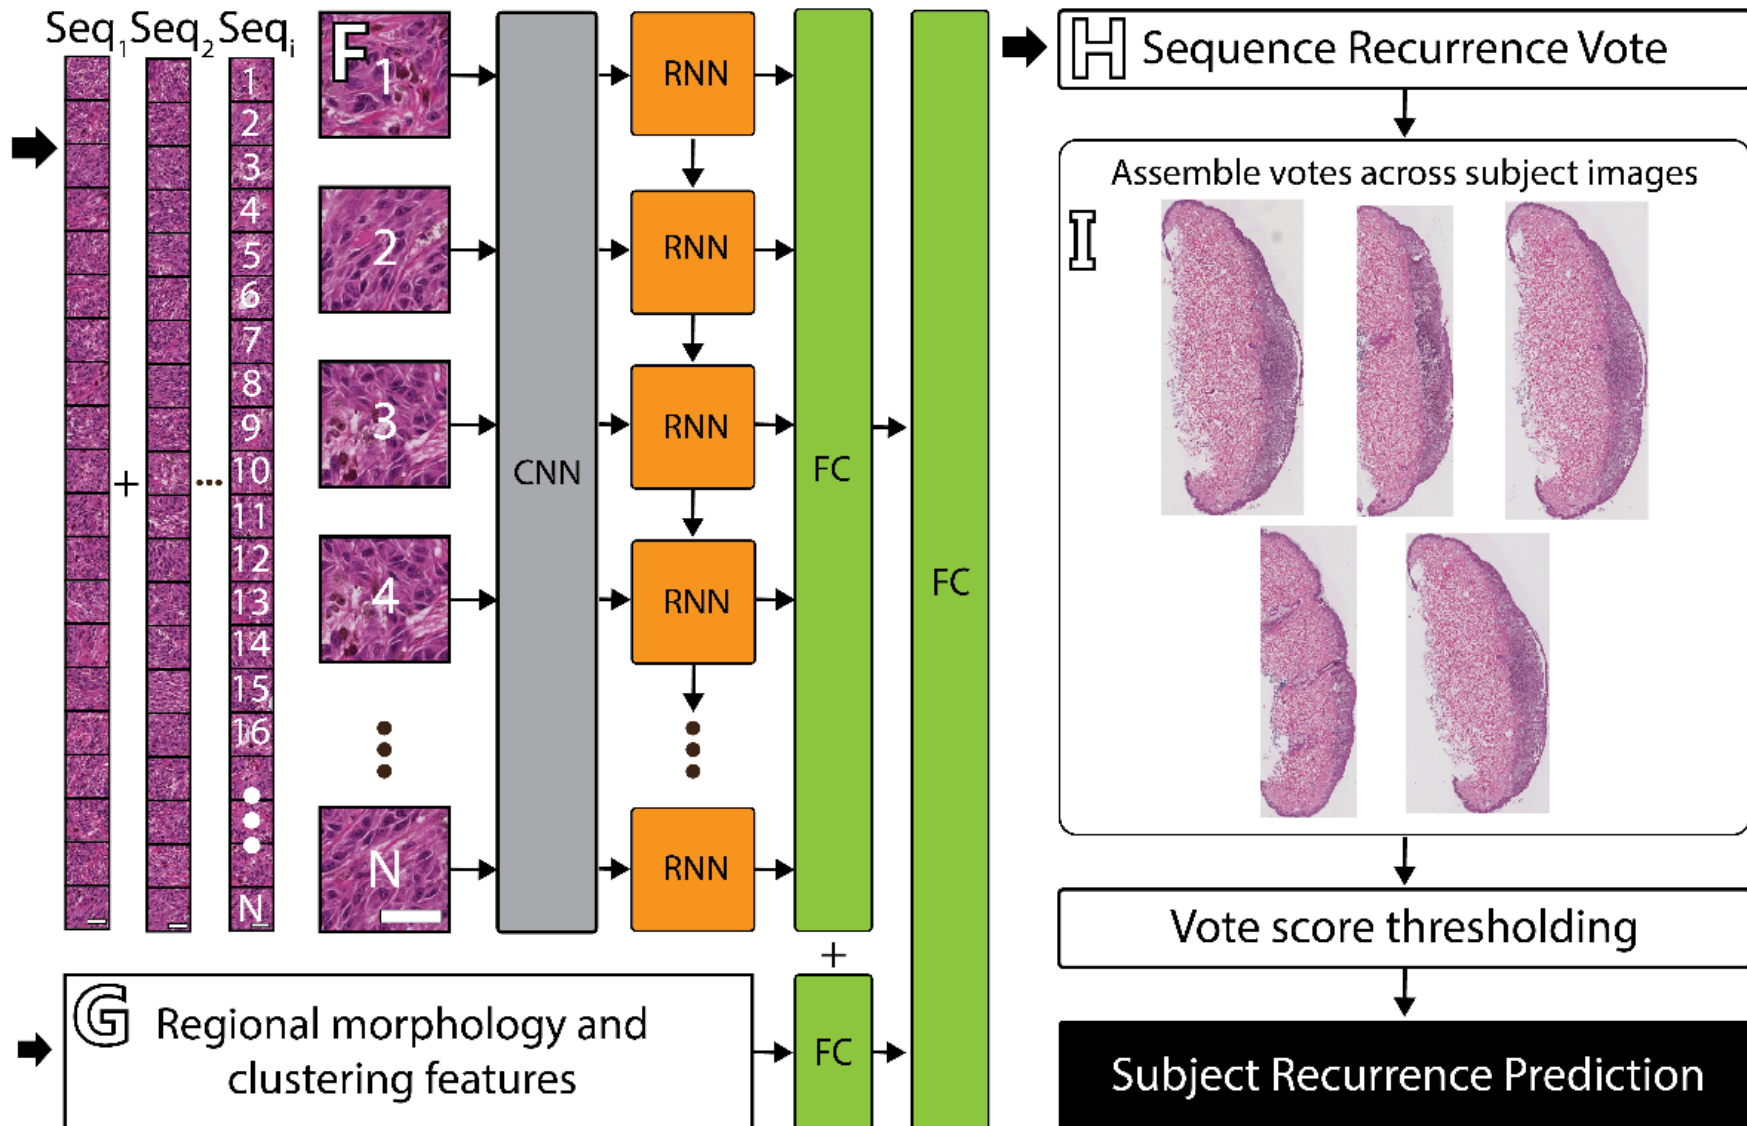 Seq1 Seq2 Seqi
1
2
3
4
5
6
7
8
9
10
11
12
13
14
15
16
N
+
...
F
1
2
3
4
N
CNN
RNN
RNN
RNN
RNN
RNN
FC
+
FC
FC
G Regional morphology and
clustering features
H Sequence Recurrence Vote
Assemble votes across subject images
I
Vote score thresholding
Subject Recurrence Prediction